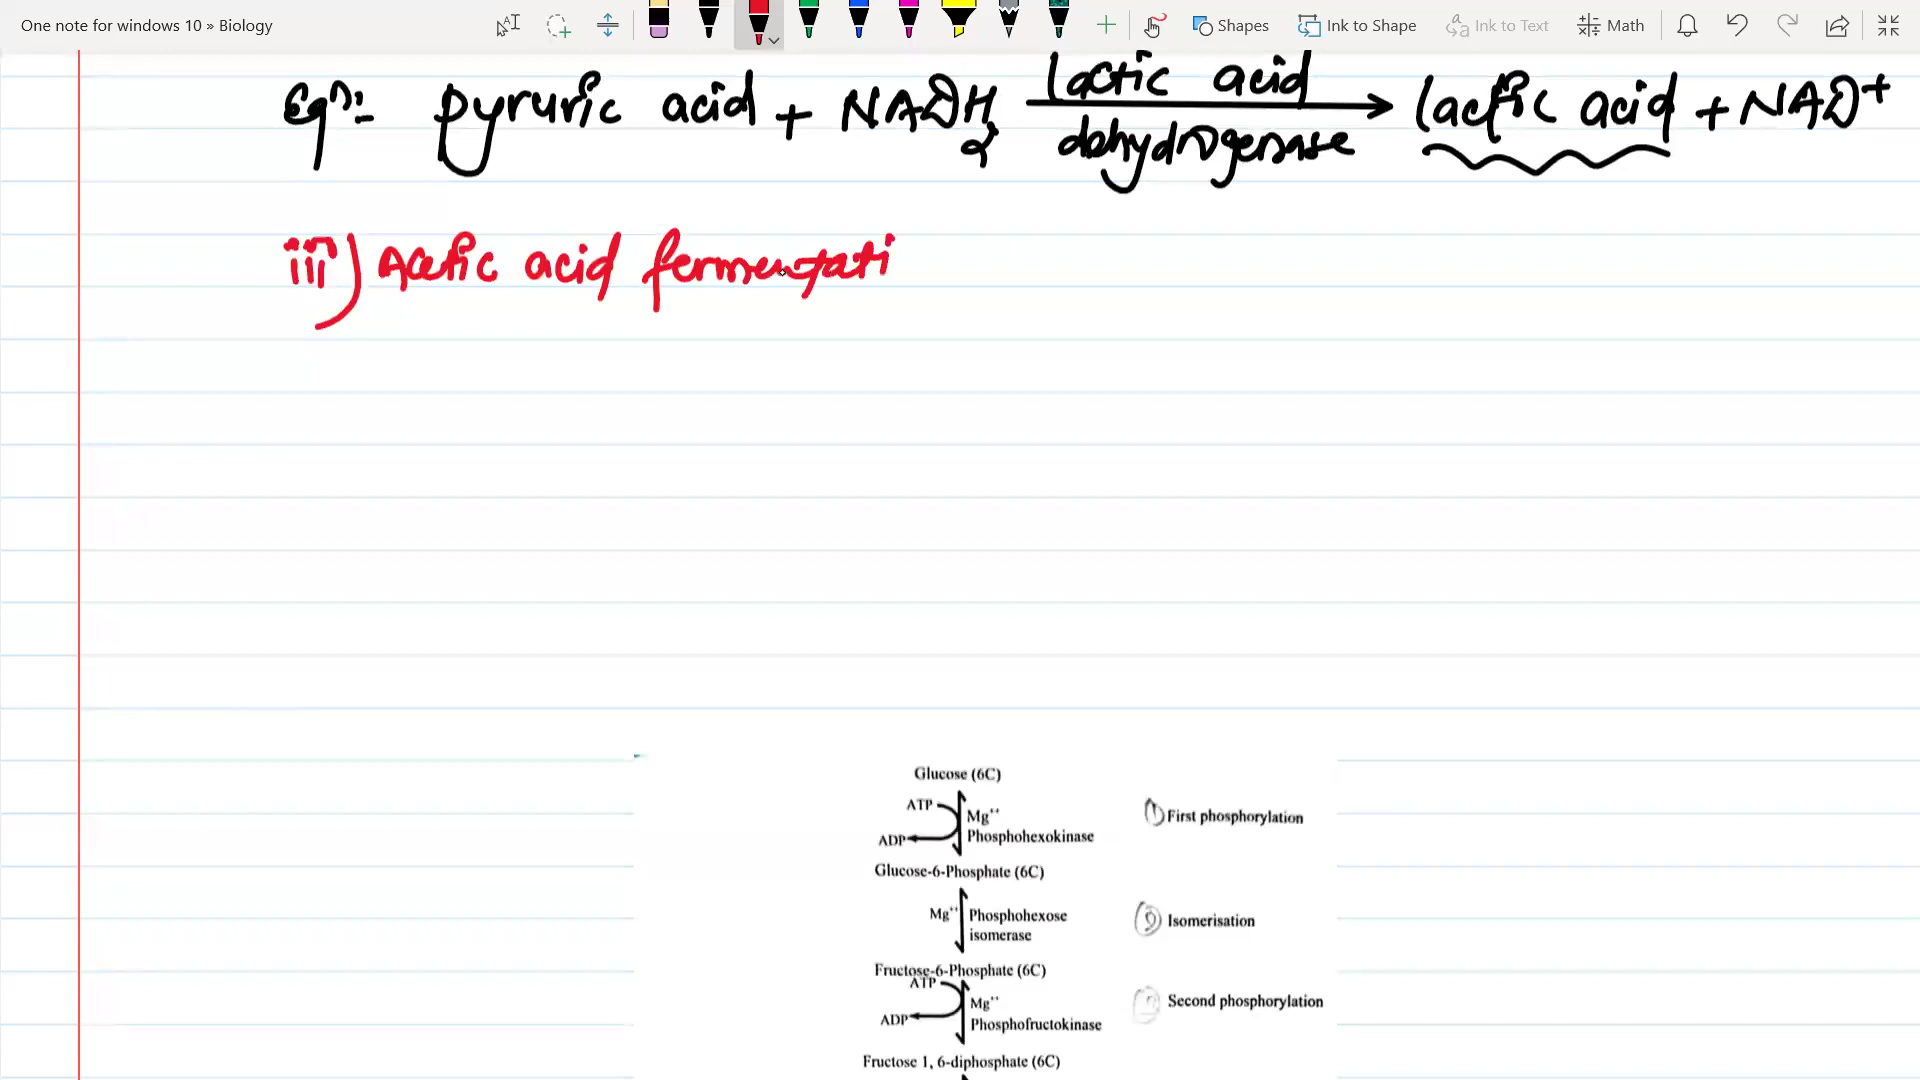 One note for windows 10 » Biology
Shapes
Ink to Shape
Ink to Text
Math
Eqn:- pyruvic acid + NADH2 lactic acid dehydrogenase → lactic acid + NAD+
iii) Acetic acid fermentati
Glucose (6C)
ATP
Mg++
ADP
Phosphohexokinase
① First phosphorylation
Glucose-6-Phosphate (6C)
Mg++
Phosphohexose
isomerase
② Isomerisation
Fructose-6-Phosphate (6C)
ATP
Mg++
ADP
Phosphofructokinase
Second phosphorylation
Fructose 1, 6-diphosphate (6C)